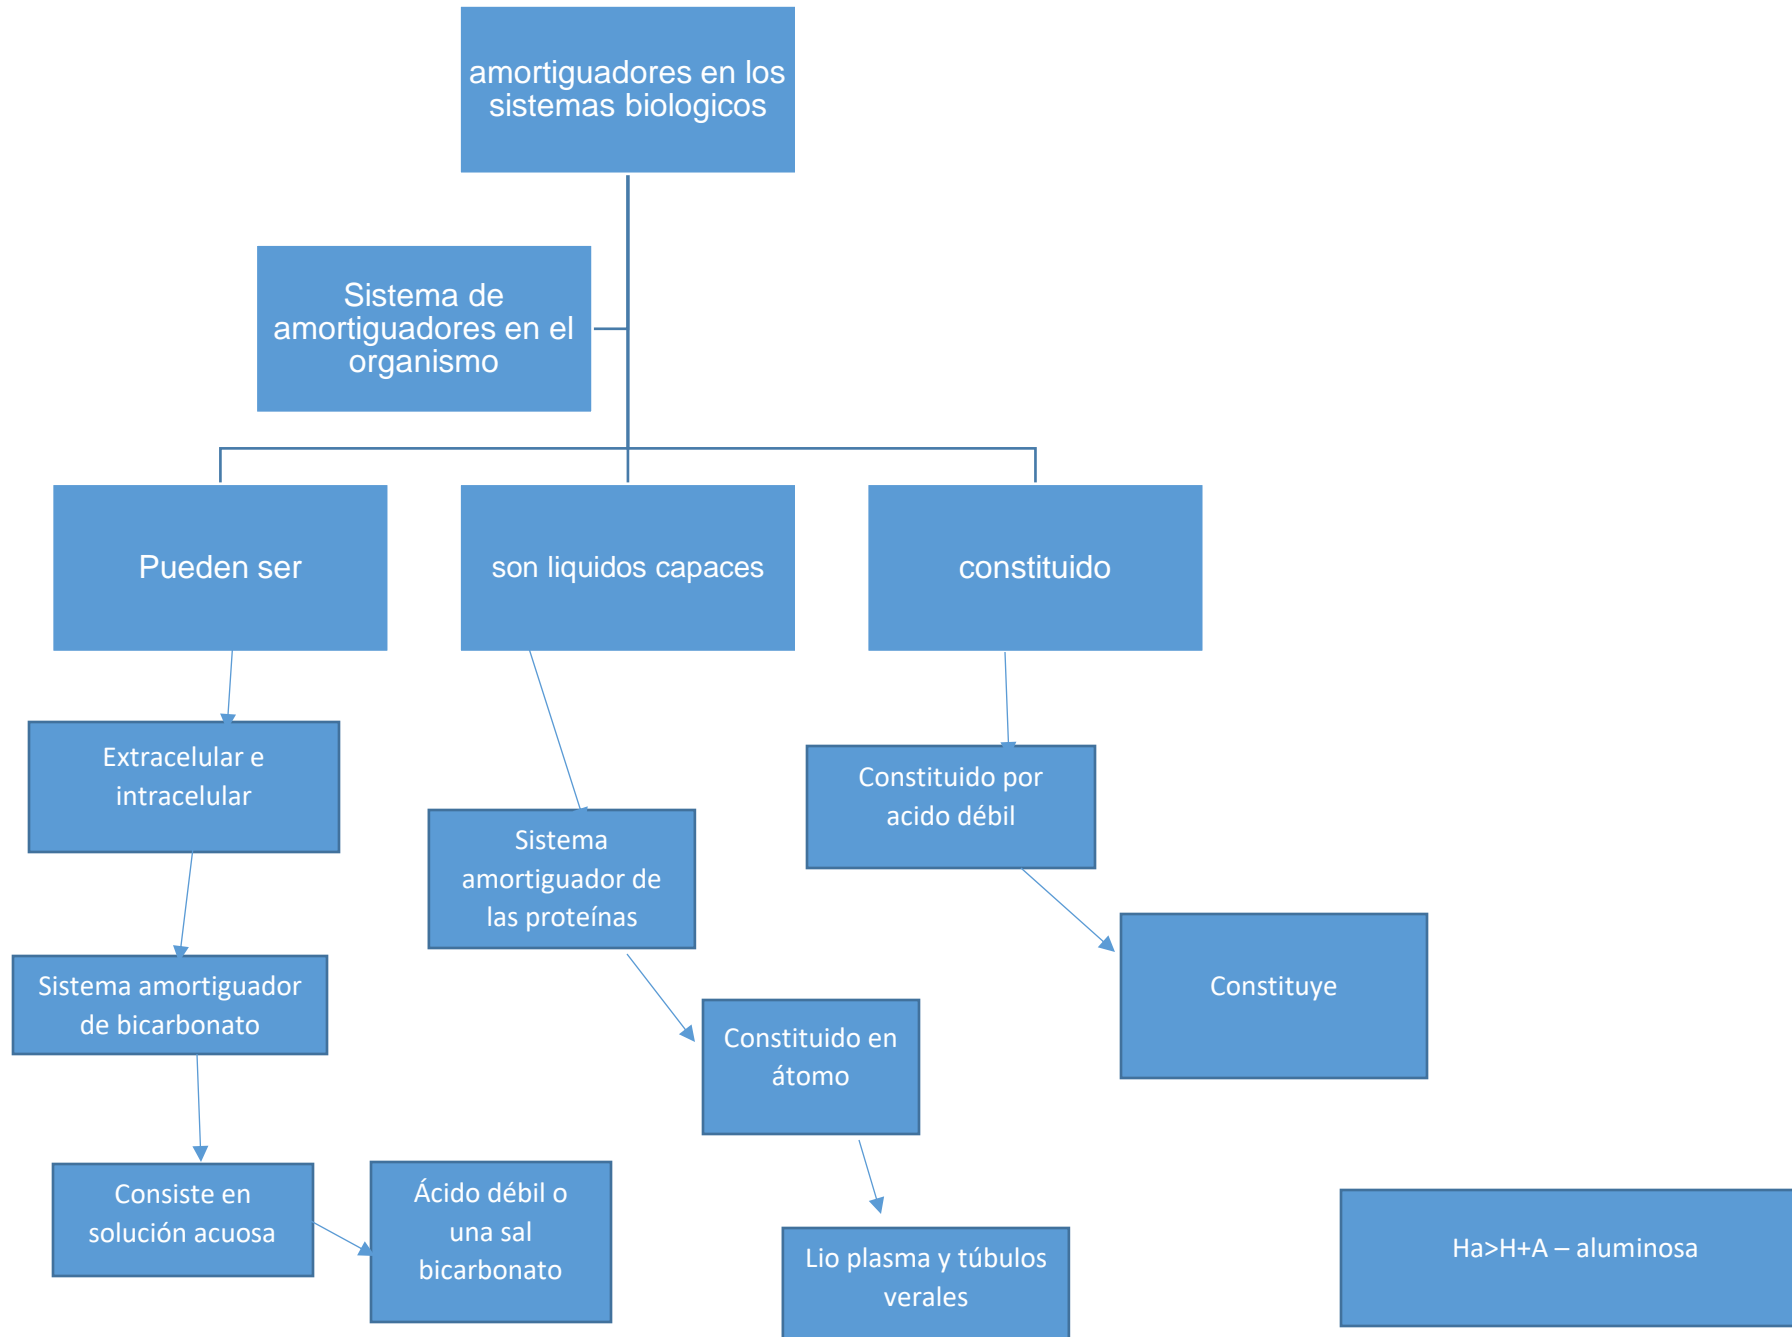 amortiguadores en los
sistemas biologicos
Sistema de
amortiguadores en el
organismo
Pueden ser
son liquidos capaces
constituido
Extracelular e
intracelular
Constituido por
acido débil
Sistema
amortiguador de
las proteínas
Constituye
Sistema amortiguador
de bicarbonato
Constituido en
átomo
Consiste en
solución acuosa
Ácido débil o
una sal
bicarbonato
Lio plasma y túbulos
verales
Ha>H+A – aluminosa